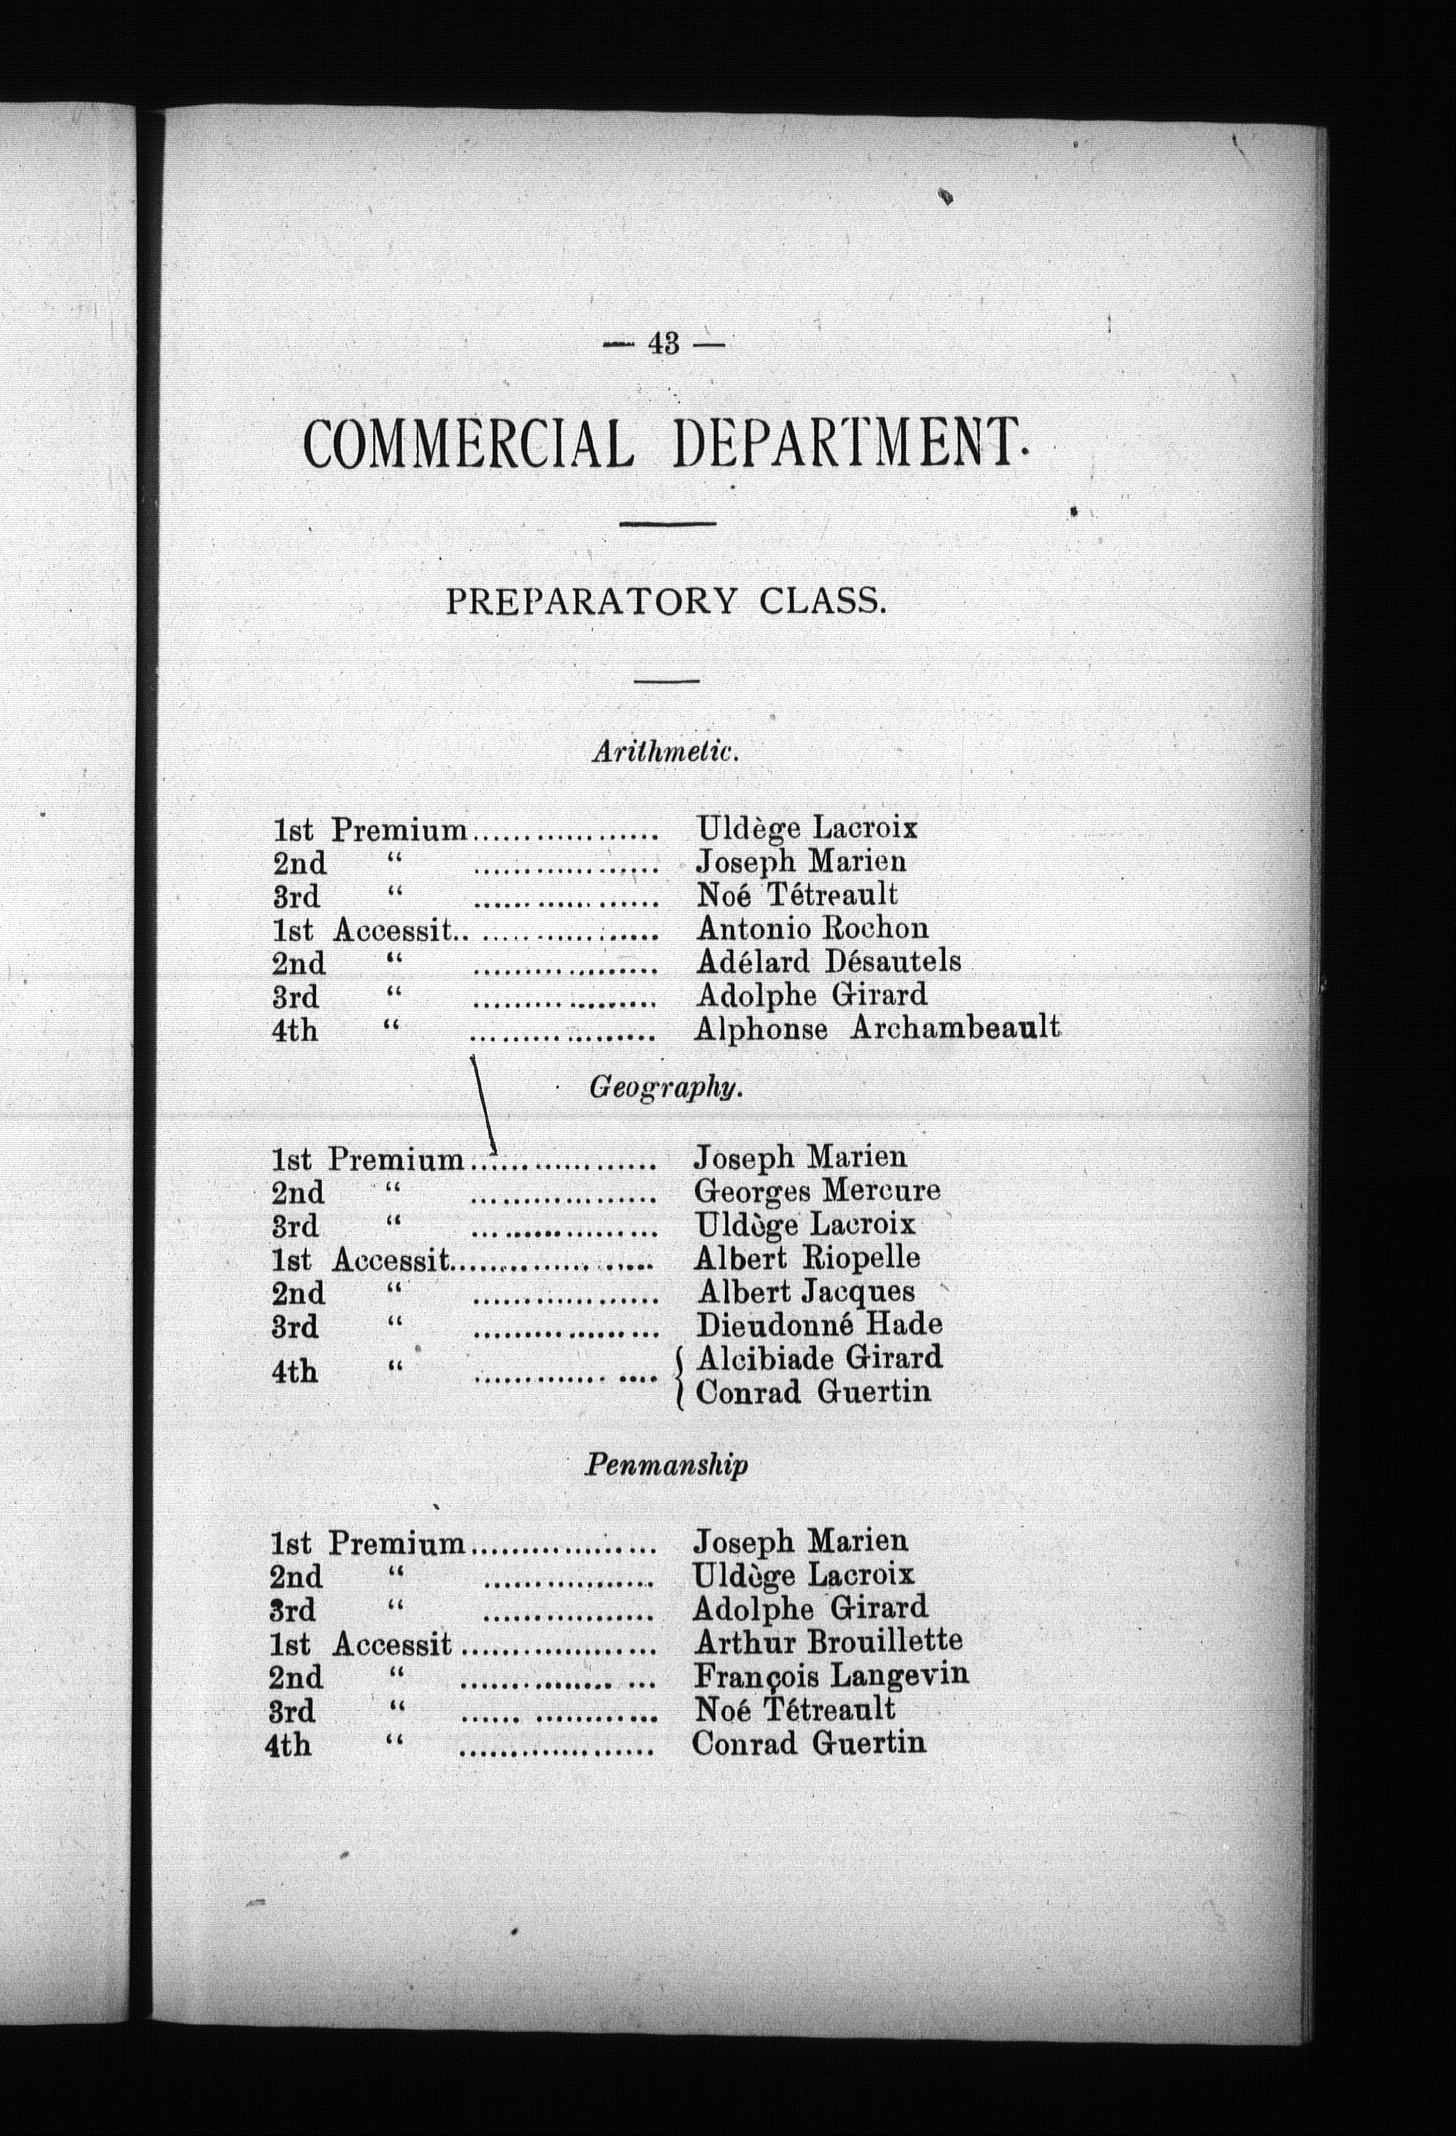 — 43 —
COMMERCIAL DEPARTMENT.
PREPARATORY CLASS.
Arithmetic.
1st Premium.................. Uldège Lacroix
2nd “ .................. Joseph Marien
3rd “ .................. Noé Tétreault
1st Accessit.................. Antonio Rochon
2nd “ .................. Adélard Désautels
3rd “ .................. Adolphe Girard
4th “ .................. Alphonse Archambeault
Geography.
1st Premium.................. Joseph Marien
2nd “ .................. Georges Mercure
3rd “ .................. Uldège Lacroix
1st Accessit.................. Albert Riopelle
2nd “ .................. Albert Jacques
3rd “ .................. Dieudonné Hade
4th “ .................. { Alcibiade Girard
Conrad Guertin
Penmanship
1st Premium.................. Joseph Marien
2nd “ ................. Uldège Lacroix
3rd “ ................. Adolphe Girard
1st Accessit .................. Arthur Brouillette
2nd “ .................. François Langevin
3rd “ .................. Noé Tétreault
4th “ .................. Conrad Guertin